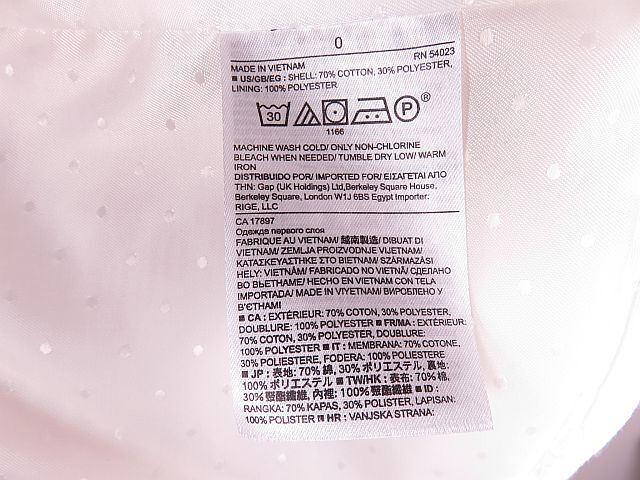 0
MADE IN VIETNAM RN 54023
■ US/GB/EG : SHELL: 70% COTTON, 30% POLYESTER,
LINING: 100% POLYESTER
30 P ®
1166
MACHINE WASH COLD/ ONLY NON-CHLORINE
BLEACH WHEN NEEDED/ TUMBLE DRY LOW/ WARM
IRON
DISTRIBUIDO POR/ IMPORTED FOR/ ΕΙΣΑΓΕΤΑΙ ΑΠΟ
ΤΗΝ: Gap (UK Holdings) Ltd,Berkeley Square House,
Berkeley Square, London W1J 6BS Egypt Importer:
RIGE, LLC
CA 17897
Одежда первого слоя
FABRIQUE AU VIETNAM/ 越南製造/ DIBUAT DI
VIETNAM/ ZEMLJA PROIZVODNJE VIJETNAM/
ΚΑΤΑΣΚΕΥΑΣΤΗΚΕ ΣΤΟ ΒΙΕΤΝΑΜ/ SZÁRMAZÁSI
HELY: VIETNÁM/ FABRICADO NO VIETNÃ/ СДЕЛАНО
ВО ВЬЕТНАМЕ/ HECHO EN VIETNAM CON TELA
IMPORTADA/ MADE IN VIYETNAM/ ВИРОБЛЕНО У
В'ЄТНАМІ
■ CA : EXTÉRIEUR: 70% COTON, 30% POLYESTER,
DOUBLURE: 100% POLYESTER ■ FR/MA : EXTÉRIEUR:
70% COTON, 30% POLYESTER, DOUBLURE:
100% POLYESTER ■ IT : MEMBRANA: 70% COTONE,
30% POLIESTERE, FODERA: 100% POLIESTERE
■ JP : 表地: 70% 綿, 30% ポリエステル, 裏地:
100% ポリエステル ■ TW/HK : 表布: 70% 棉,
30% 聚酯纖維, 內裡: 100% 聚酯纖維 ■ ID :
RANGKA: 70% KAPAS, 30% POLISTER, LAPISAN:
100% POLISTER ■ HR : VANJSKA STRANA: